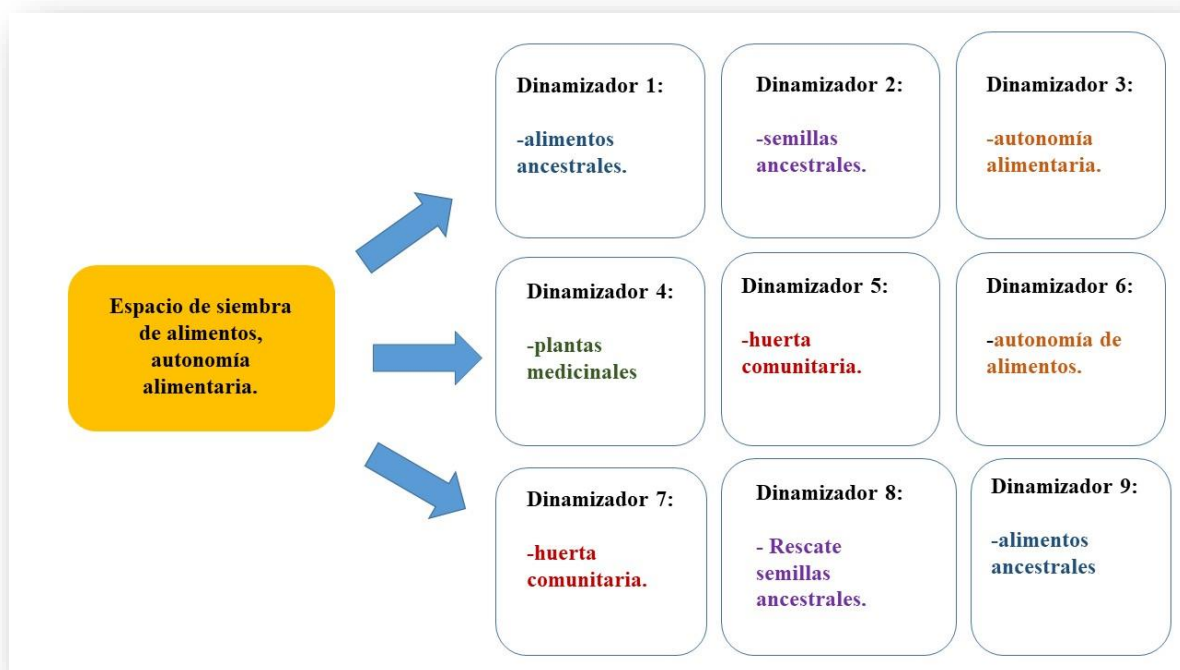 Espacio de siembra
de alimentos,
autonomía
alimentaria.
Dinamizador 1:
-alimentos
ancestrales.
Dinamizador 2:
-semillas
ancestrales.
Dinamizador 3:
-autonomía
alimentaria.
Dinamizador 4:
-plantas
medicinales
Dinamizador 5:
-huerta
comunitaria.
Dinamizador 6:
-autonomía de
alimentos.
Dinamizador 7:
-huerta
comunitaria.
Dinamizador 8:
- Rescate
semillas
ancestrales.
Dinamizador 9:
-alimentos
ancestrales